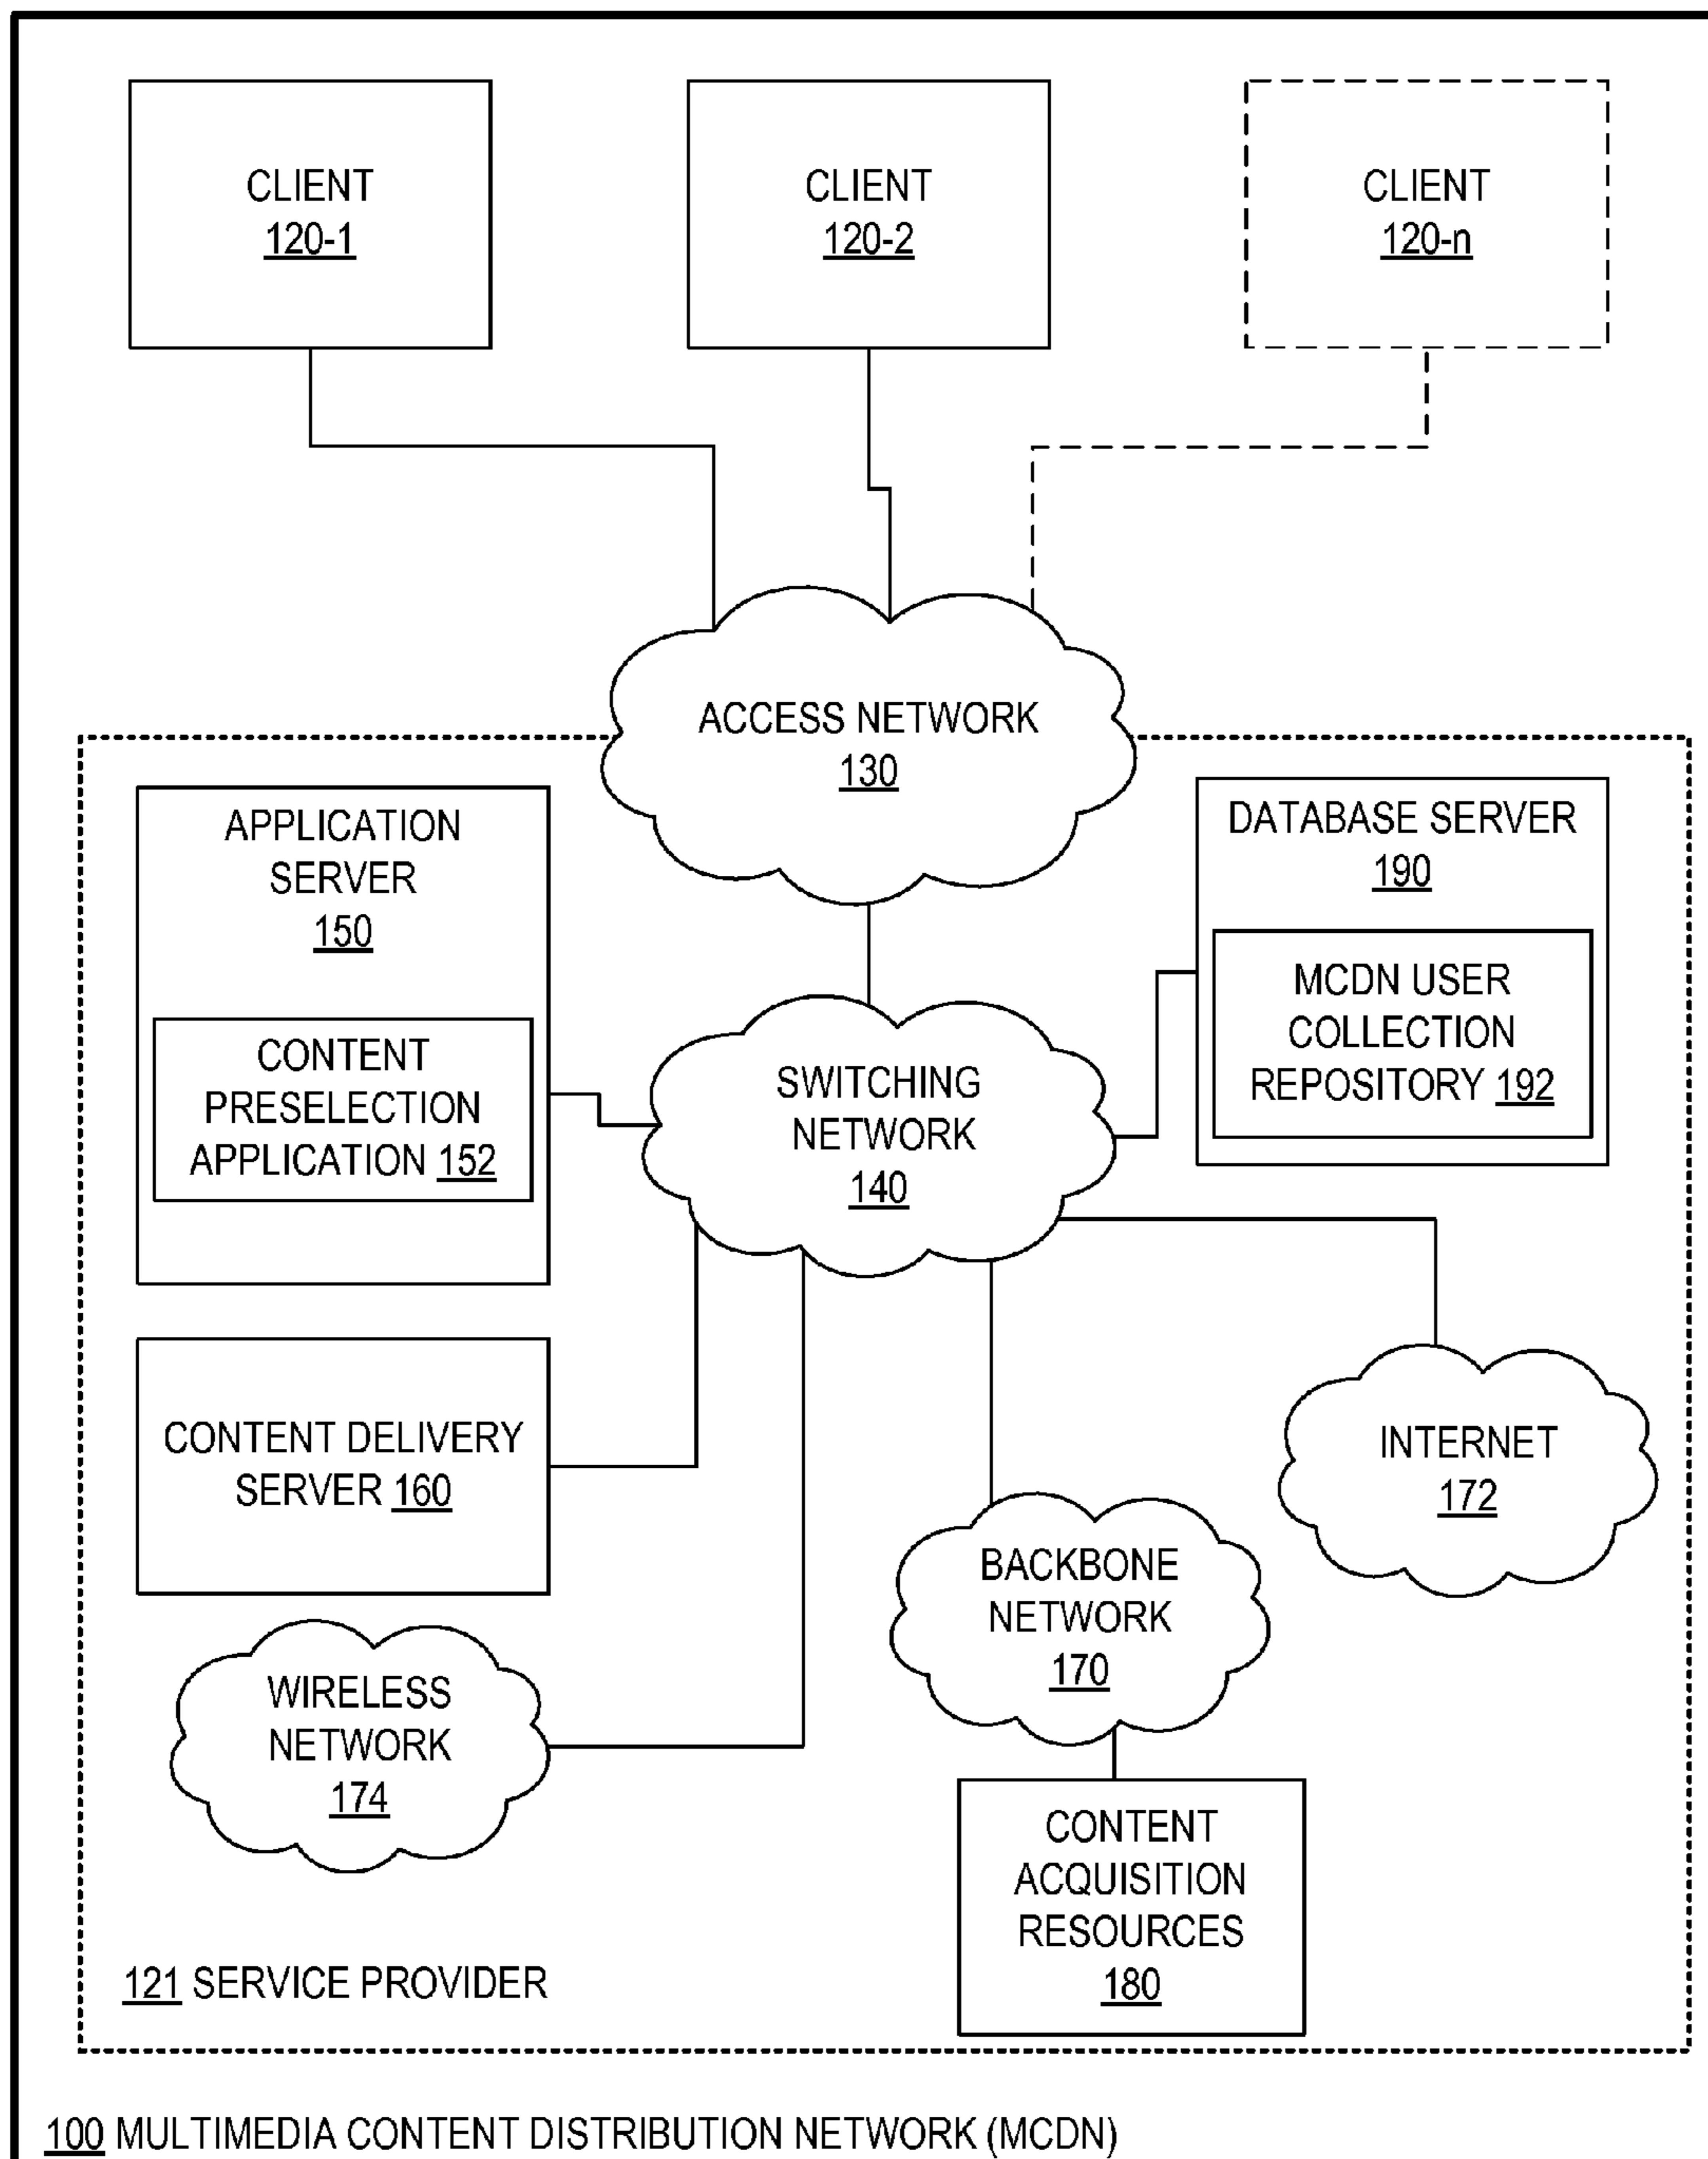 CLIENT
120-1
CLIENT
120-2
CLIENT
120-n
ACCESS NETWORK
130
APPLICATION
SERVER
150
CONTENT
PRESELECTION
APPLICATION 152
DATABASE SERVER
190
MCDN USER
COLLECTION
REPOSITORY 192
SWITCHING
NETWORK
140
CONTENT DELIVERY
SERVER 160
INTERNET
172
BACKBONE
NETWORK
170
WIRELESS
NETWORK
174
CONTENT
ACQUISITION
RESOURCES
180
121 SERVICE PROVIDER
100 MULTIMEDIA CONTENT DISTRIBUTION NETWORK (MCDN)